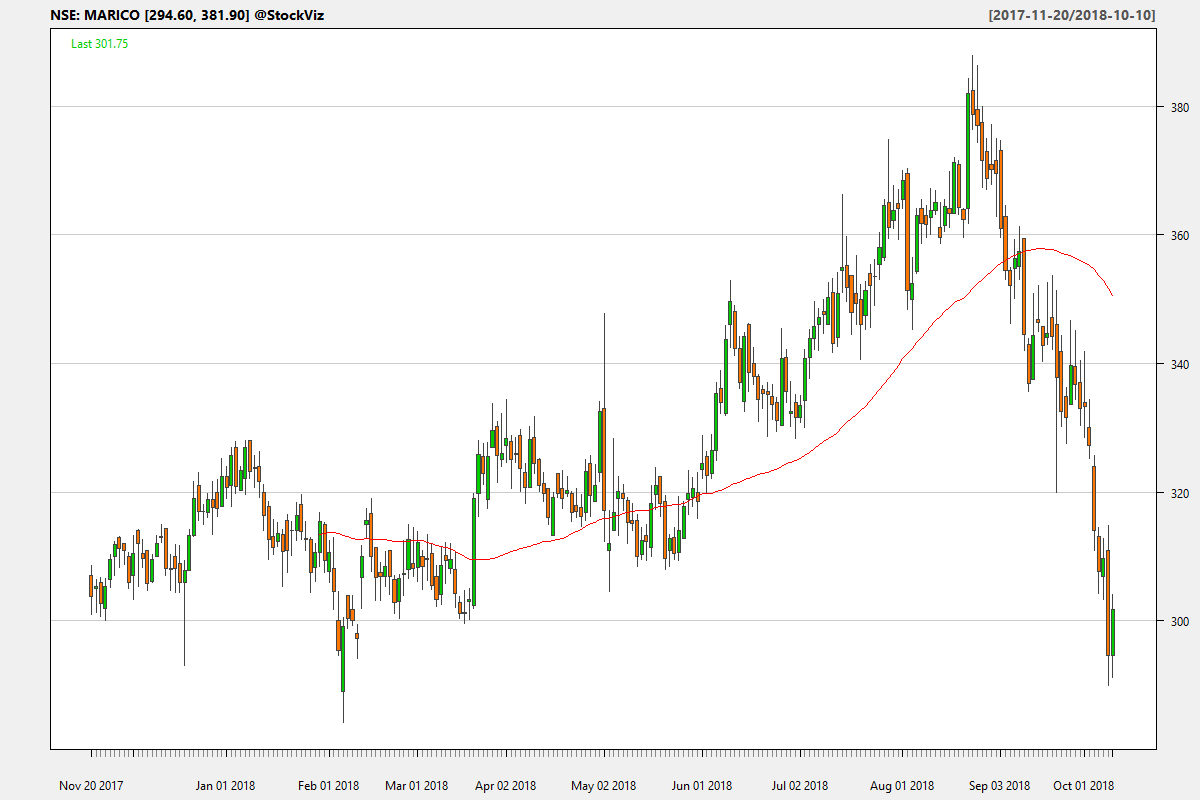 NSE: MARICO [294.60, 381.90] @StockViz
[2017-11-20/2018-10-10]
Last 301.75
380
360
340
320
300
Nov 20 2017
Jan 01 2018
Feb 01 2018
Mar 01 2018
Apr 02 2018
May 02 2018
Jun 01 2018
Jul 02 2018
Aug 01 2018
Sep 03 2018
Oct 01 2018